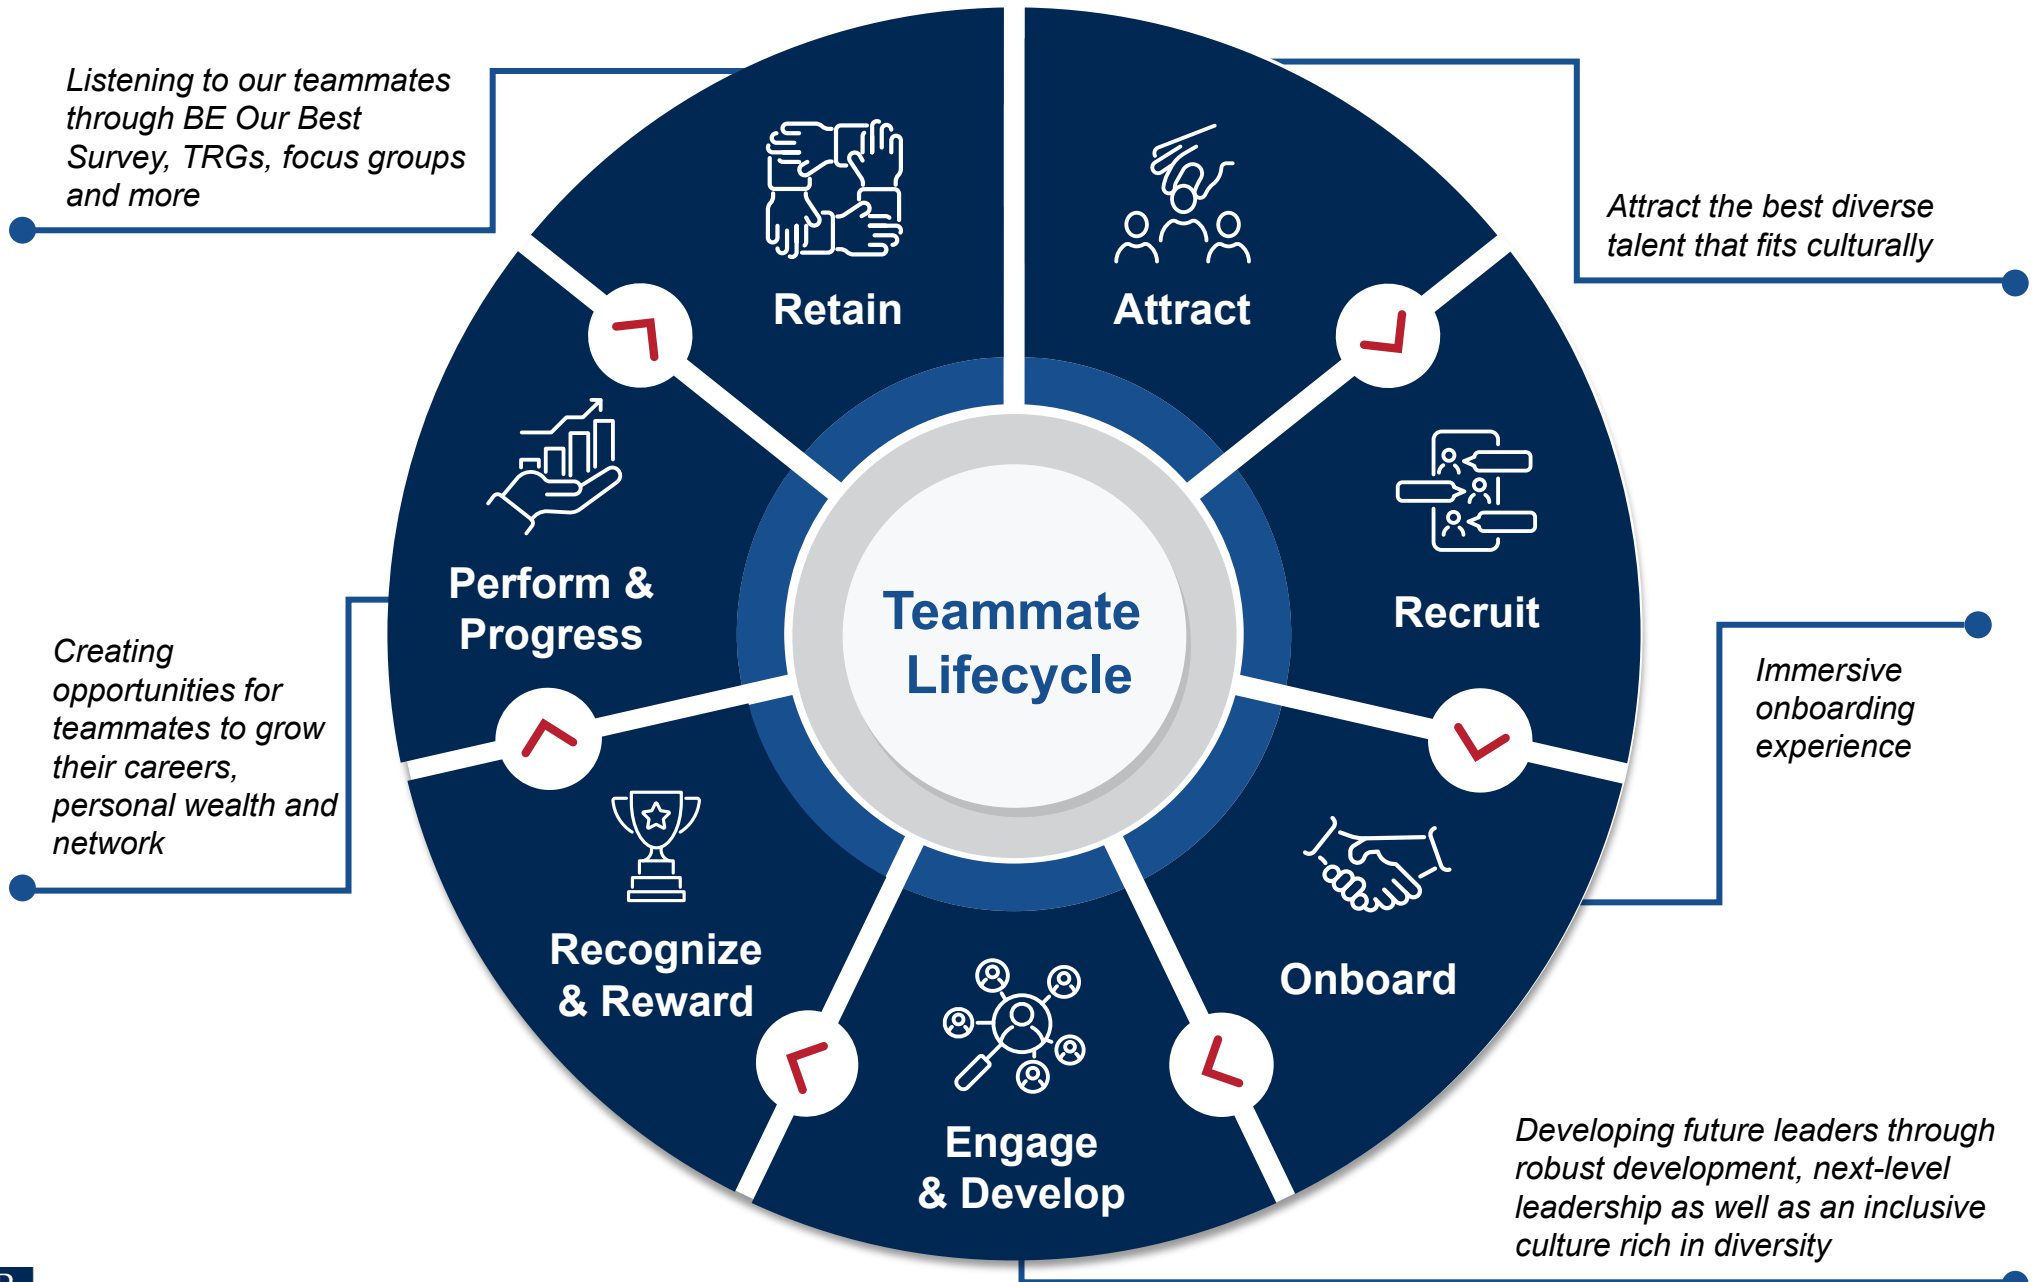 Listening to our teammates
through BE Our Best
Survey, TRGs, focus groups
and more
Retain
Attract
Attract the best diverse
talent that fits culturally
Perform &
Progress
Recruit
Teammate
Lifecycle
Creating
opportunities for
teammates to grow
their careers,
personal wealth and
network
Immersive
onboarding
experience
Recognize
& Reward
Onboard
Engage
& Develop
Developing future leaders through
robust development, next-level
leadership as well as an inclusive
culture rich in diversity